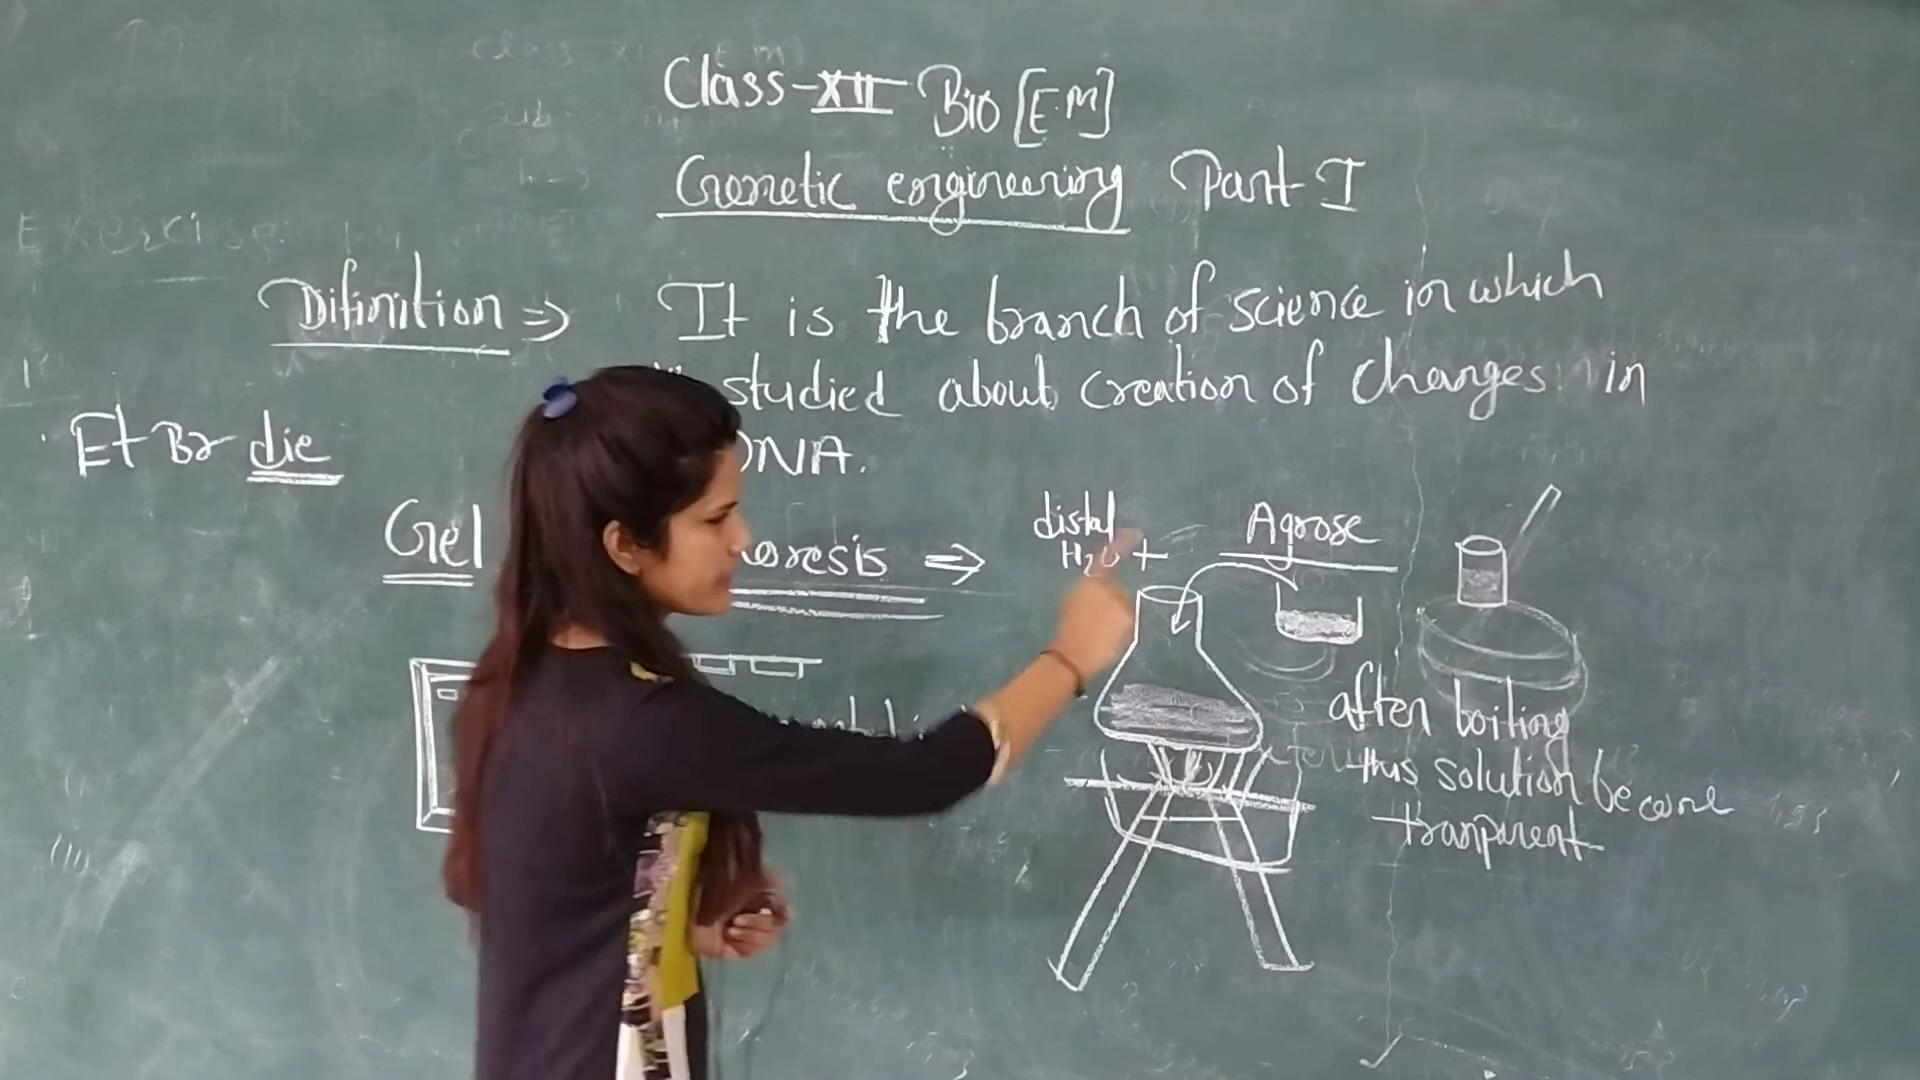 Class-XII Bio [E.M]
Genetic engineering Part-I
Difinition ⇒ It is the branch of science in which
studied about creation of changes in
DNA.
Et Br die
Gel
oresis ⇒
distal
H₂O +
Agrose
after boiling
this solution become
tranparent